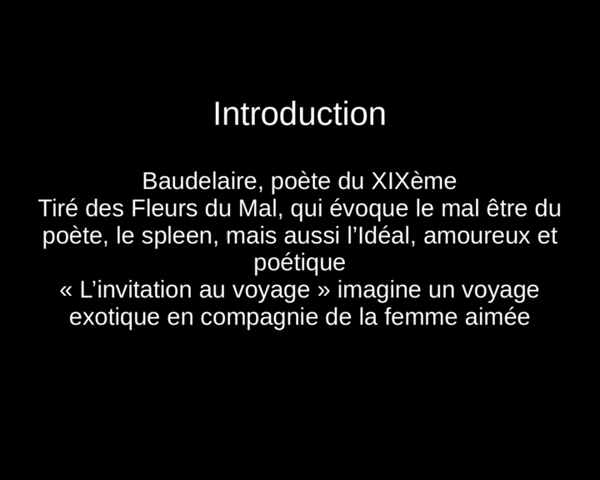 Introduction
Baudelaire, poète du XIXème
Tiré des Fleurs du Mal, qui évoque le mal être du
poète, le spleen, mais aussi l’Idéal, amoureux et
poétique
« L’invitation au voyage » imagine un voyage
exotique en compagnie de la femme aimée